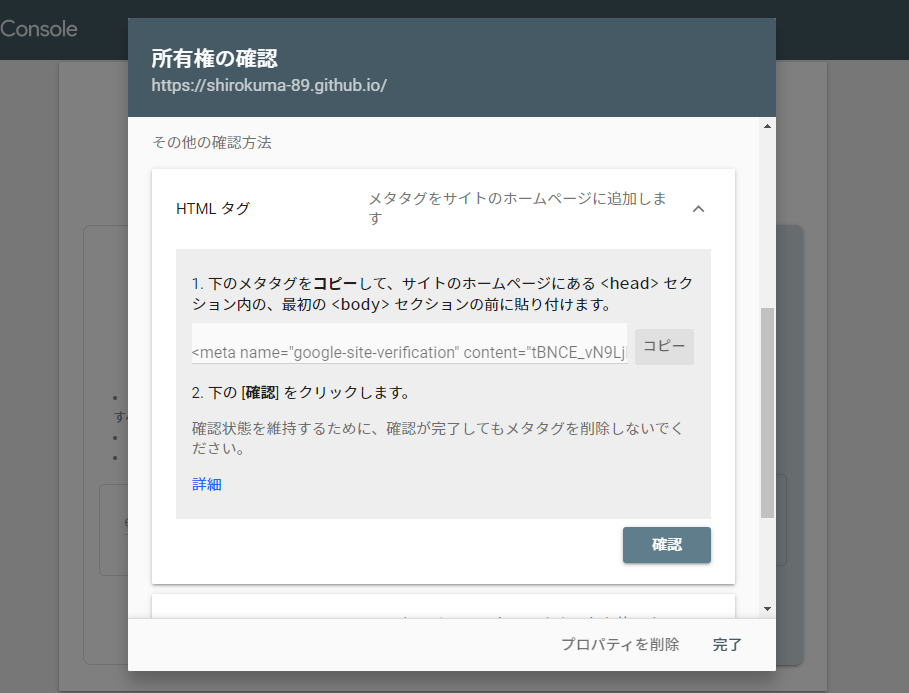 Console
所有権の確認
https://shirokuma-89.github.io/
その他の確認方法
HTML タグ
メタタグをサイトのホームページに追加しま
す
1. 下のメタタグをコピーして、サイトのホームページにある <head> セク
ション内の、最初の <body> セクションの前に貼り付けます。
<meta name="google-site-verification" content="tBNCE_vN9Lj
コピー
2. 下の [確認] をクリックします。
確認状態を維持するために、確認が完了してもメタタグを削除しないでく
ださい。
詳細
確認
プロパティを削除
完了